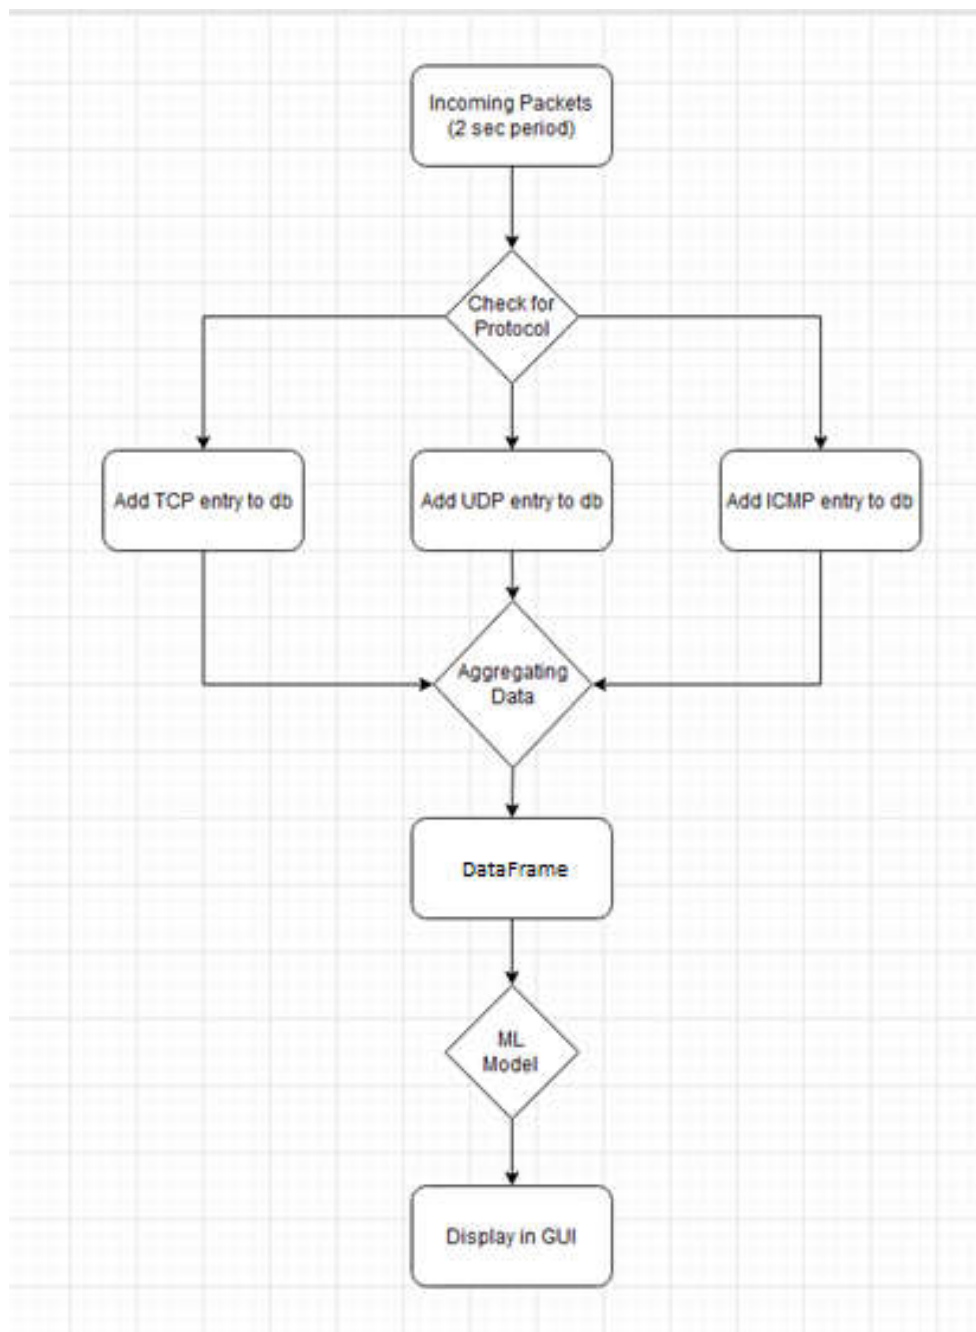 Incoming Packets
(2 sec period)
Check for
Protocol
Add TCP entry to db
Add UDP entry to db
Add ICMP entry to db
Aggregating
Data
DataFrame
ML
Model
Display in GUI